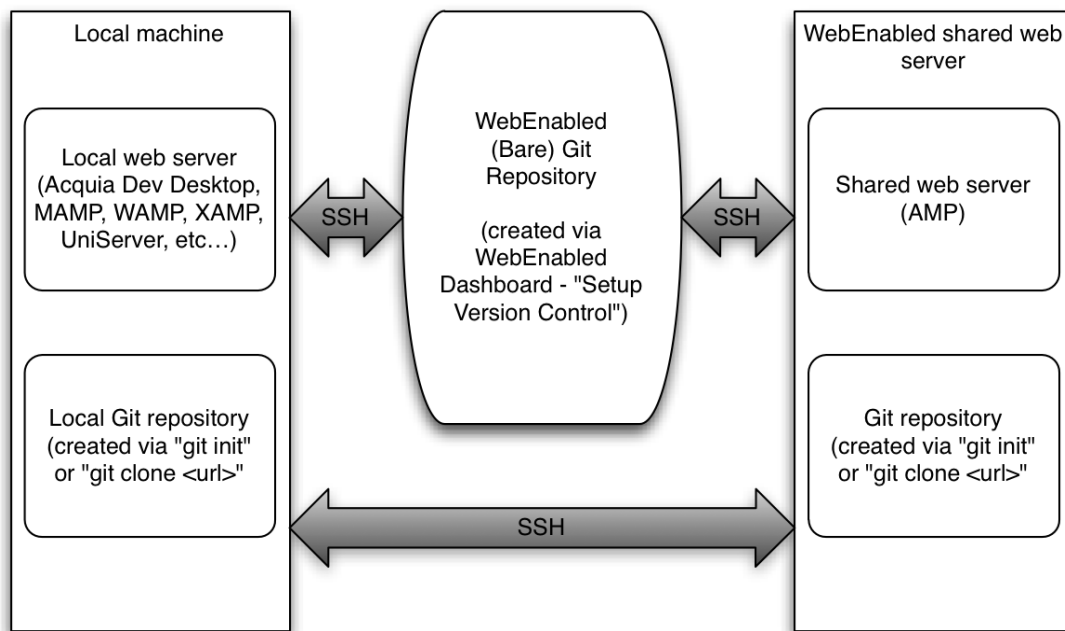 Local machine
Local web server
(Acquia Dev Desktop,
MAMP, WAMP, XAMP,
UniServer, etc…)
Local Git repository
(created via "git init"
or "git clone <url>"
SSH
WebEnabled
(Bare) Git
Repository
(created via
WebEnabled
Dashboard - "Setup
Version Control")
SSH
SSH
WebEnabled shared web
server
Shared web server
(AMP)
Git repository
(created via "git init"
or "git clone <url>"